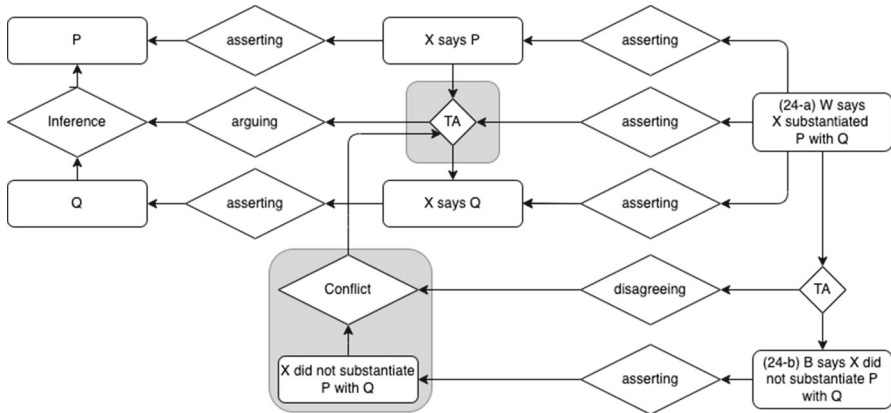 P
asserting
X says P
asserting
Inference
arguing
TA
asserting
(24-a) W says
X substantiated
P with Q
Q
asserting
X says Q
asserting
Conflict
disagreeing
TA
X did not substantiate
P with Q
asserting
(24-b) B says X did
not substantiate P
with Q